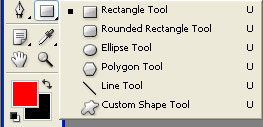 Rectangle Tool U
Rounded Rectangle Tool U
Ellipse Tool U
Polygon Tool U
Line Tool U
Custom Shape Tool U